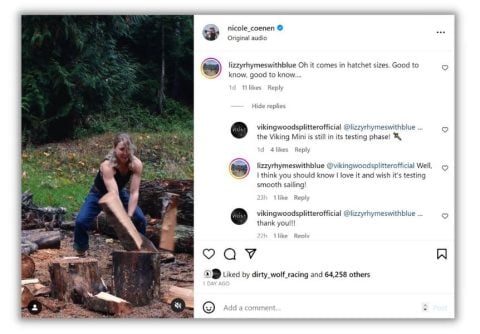 nicole_coenen
Original audio
lizzyrhymeswithblue Oh it comes in hatchet sizes. Good to
know, good to know....
1d 11 likes Reply
Hide replies
vikingwoodsplitterofficial @lizzyrhymeswithblue ...
the Viking Mini is still in its testing phase!
1d 4 likes Reply
lizzyrhymeswithblue @vikingwoodsplitterofficial Well,
I think you should know I love it and wish it's testing
smooth sailing!
23h 1 like Reply
vikingwoodsplitterofficial @lizzyrhymeswithblue ...
thank you!!!
22h 1 like Reply
Liked by dirty_wolf_racing and 64,258 others
1 DAY AGO
Add a comment...
Post